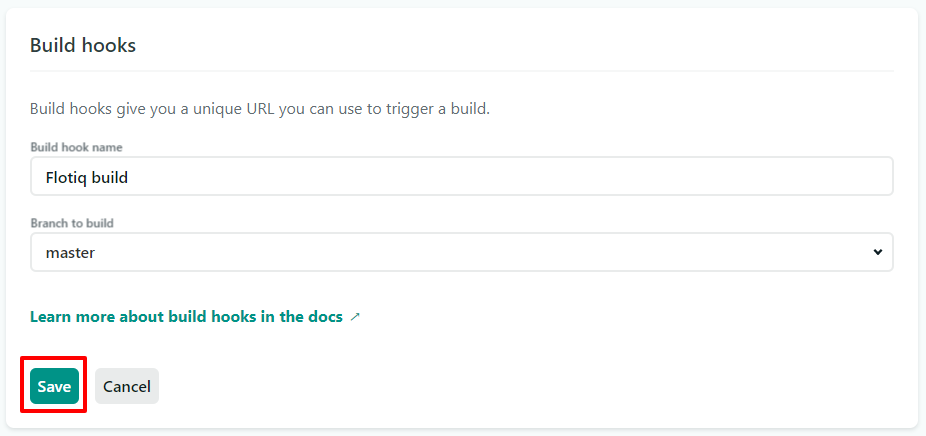 Build hooks
Build hooks give you a unique URL you can use to trigger a build.
Build hook name
Flotiq build
Branch to build
master
Learn more about build hooks in the docs ↗
Save Cancel